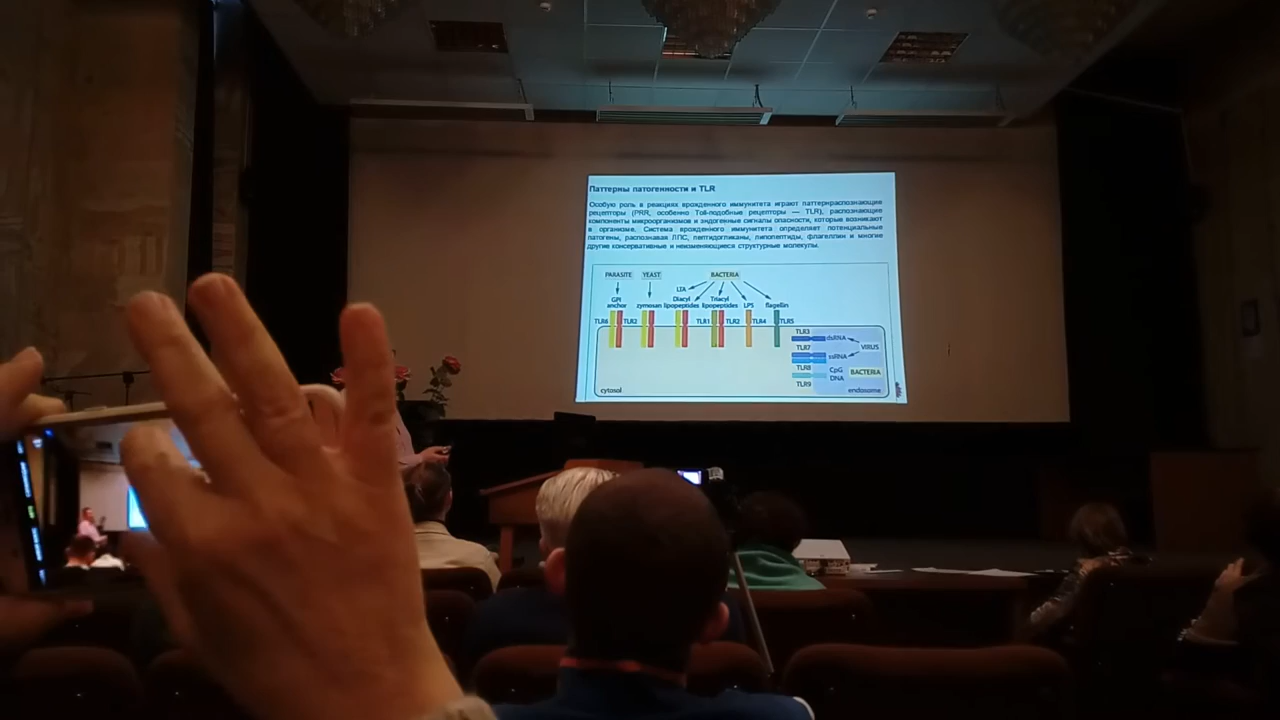 Паттерны патогенности и TLR
Особую роль в реакциях врожденного иммунитета играют паттернраспознающие
рецепторы (PRR, особенно Toll-подобные рецепторы — TLR), распознающие
компоненты микроорганизмов и эндогенные сигналы опасности, которые возникают
в организме. Система врожденного иммунитета определяет потенциальные
патогены, распознавая ЛПС, пептидогликаны, липопептиды, флагеллин и многие
другие консервативные и неизменяющиеся структурные молекулы.
PARASITE YEAST BACTERIA
LTA
GPI Diacyl Triacyl
anchor zymosan lipopeptides lipopeptides LPS flagellin
TLR6 TLR2 TLR1 TLR2 TLR4 TLR5
TLR3 dsRNA
TLR7 VIRUS
ssRNA
TLR8 CpG BACTERIA
DNA
TLR9
cytosol endosome